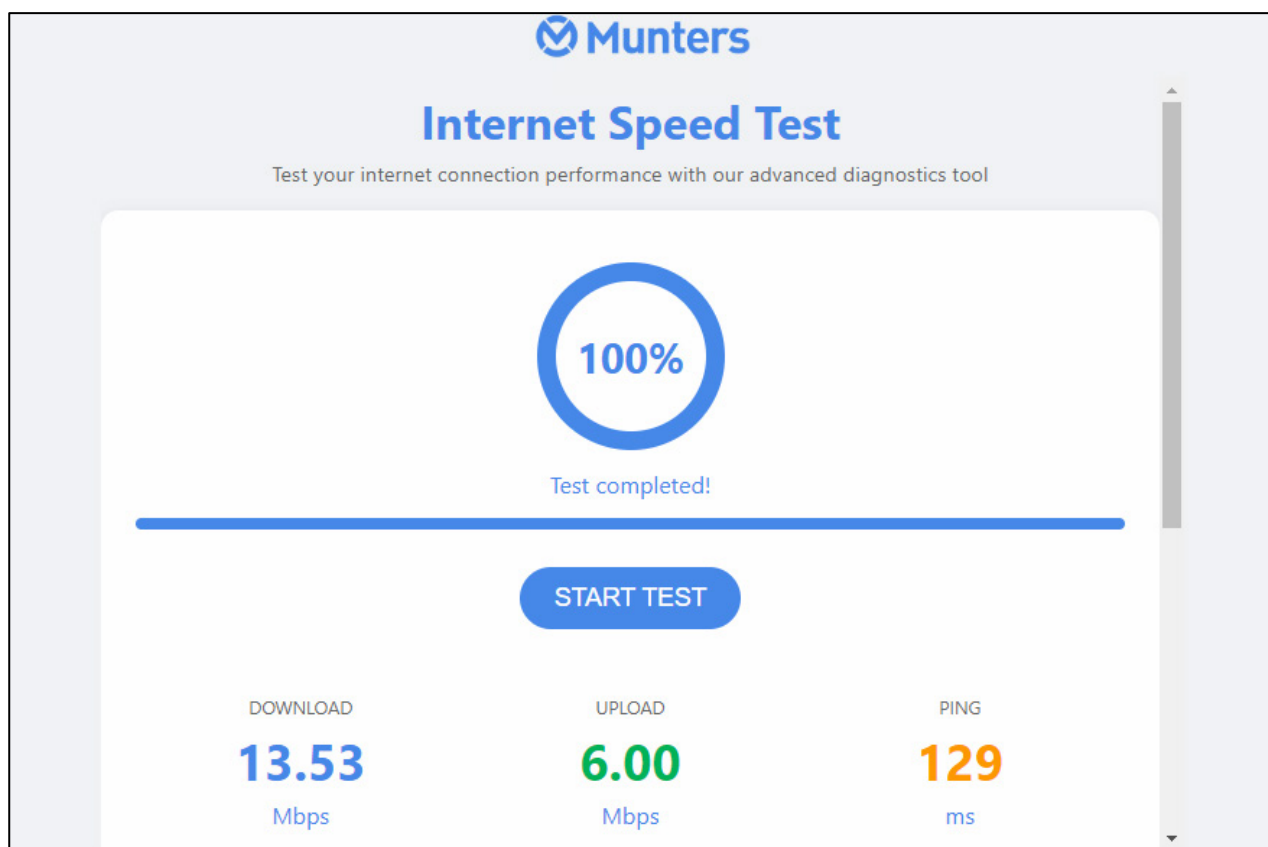 Munters
Internet Speed Test
Test your internet connection performance with our advanced diagnostics tool
100%
Test completed!
START TEST
DOWNLOAD UPLOAD PING
13.53 6.00 129
Mbps Mbps ms